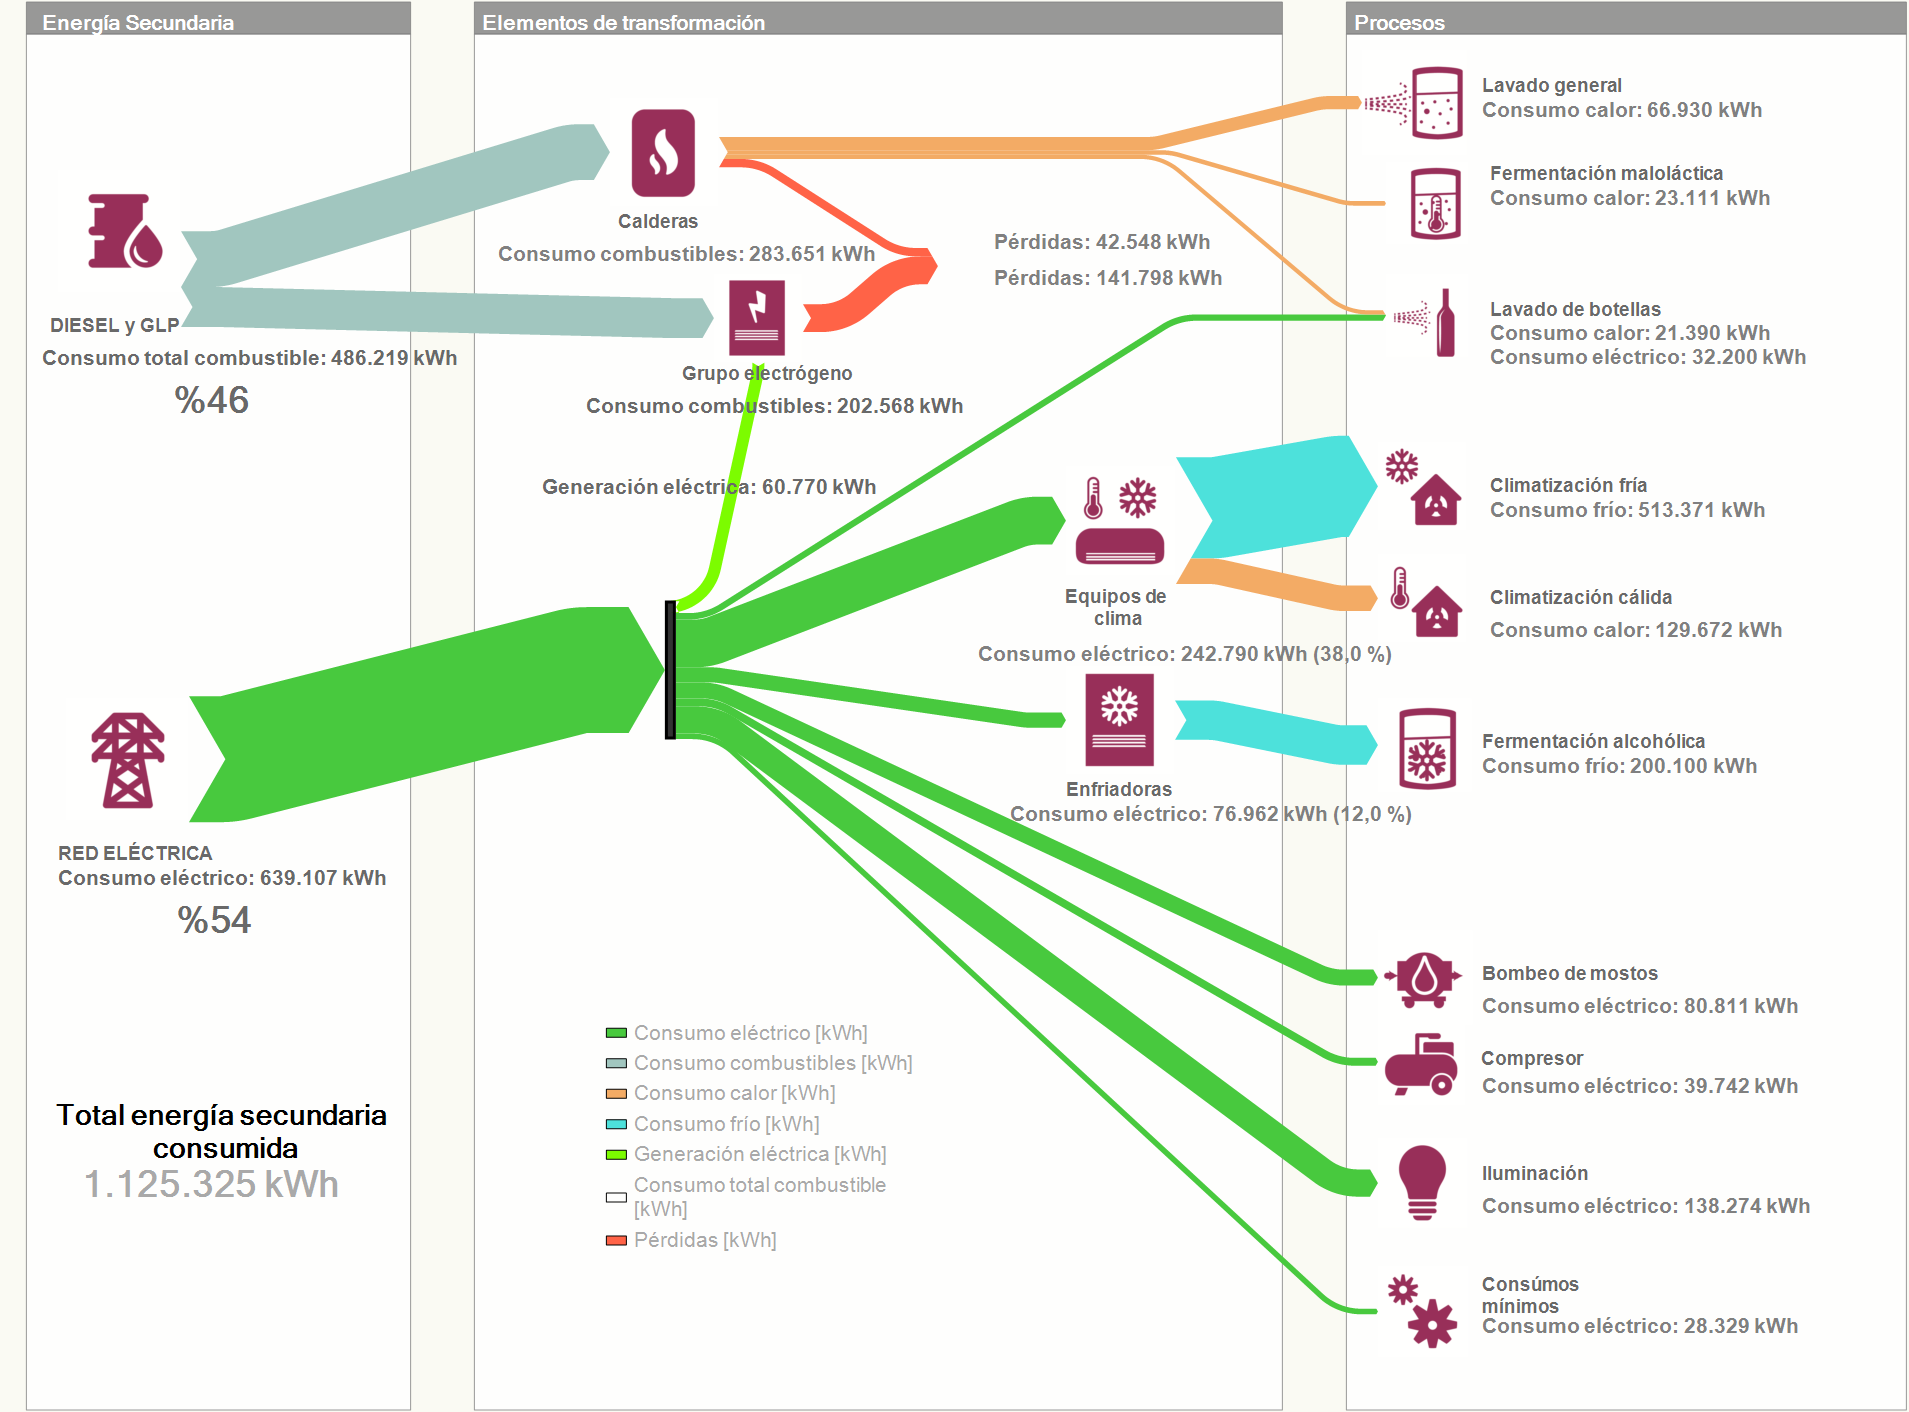 Energía Secundaria
DIESEL y GLP
Consumo total combustible: 486.219 kWh
%46
RED ELÉCTRICA
Consumo eléctrico: 639.107 kWh
%54
Total energía secundaria
consumida
1.125.325 kWh
Elementos de transformación
Calderas
Consumo combustibles: 283.651 kWh
Pérdidas: 42.548 kWh
Pérdidas: 141.798 kWh
Grupo electrógeno
Consumo combustibles: 202.568 kWh
Generación eléctrica: 60.770 kWh
Equipos de
clima
Consumo eléctrico: 242.790 kWh (38,0 %)
Enfriadoras
Consumo eléctrico: 76.962 kWh (12,0 %)
Consumo eléctrico [kWh]
Consumo combustibles [kWh]
Consumo calor [kWh]
Consumo frío [kWh]
Generación eléctrica [kWh]
Consumo total combustible
[kWh]
Pérdidas [kWh]
Procesos
Lavado general
Consumo calor: 66.930 kWh
Fermentación maloláctica
Consumo calor: 23.111 kWh
Lavado de botellas
Consumo calor: 21.390 kWh
Consumo eléctrico: 32.200 kWh
Climatización fría
Consumo frío: 513.371 kWh
Climatización cálida
Consumo calor: 129.672 kWh
Fermentación alcohólica
Consumo frío: 200.100 kWh
Bombeo de mostos
Consumo eléctrico: 80.811 kWh
Compresor
Consumo eléctrico: 39.742 kWh
Iluminación
Consumo eléctrico: 138.274 kWh
Consúmos
mínimos
Consumo eléctrico: 28.329 kWh